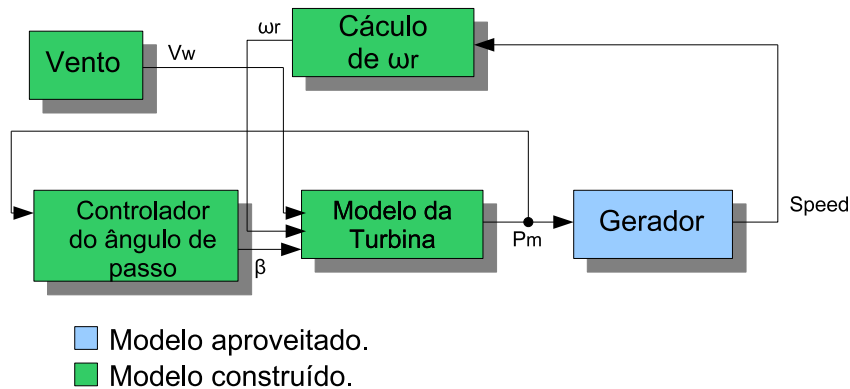 Vento
Vw
ωr
Cáculo
de ωr
Controlador
do ângulo de
passo
β
Modelo da
Turbina
Pm
Gerador
Speed
Modelo aproveitado.
Modelo construído.